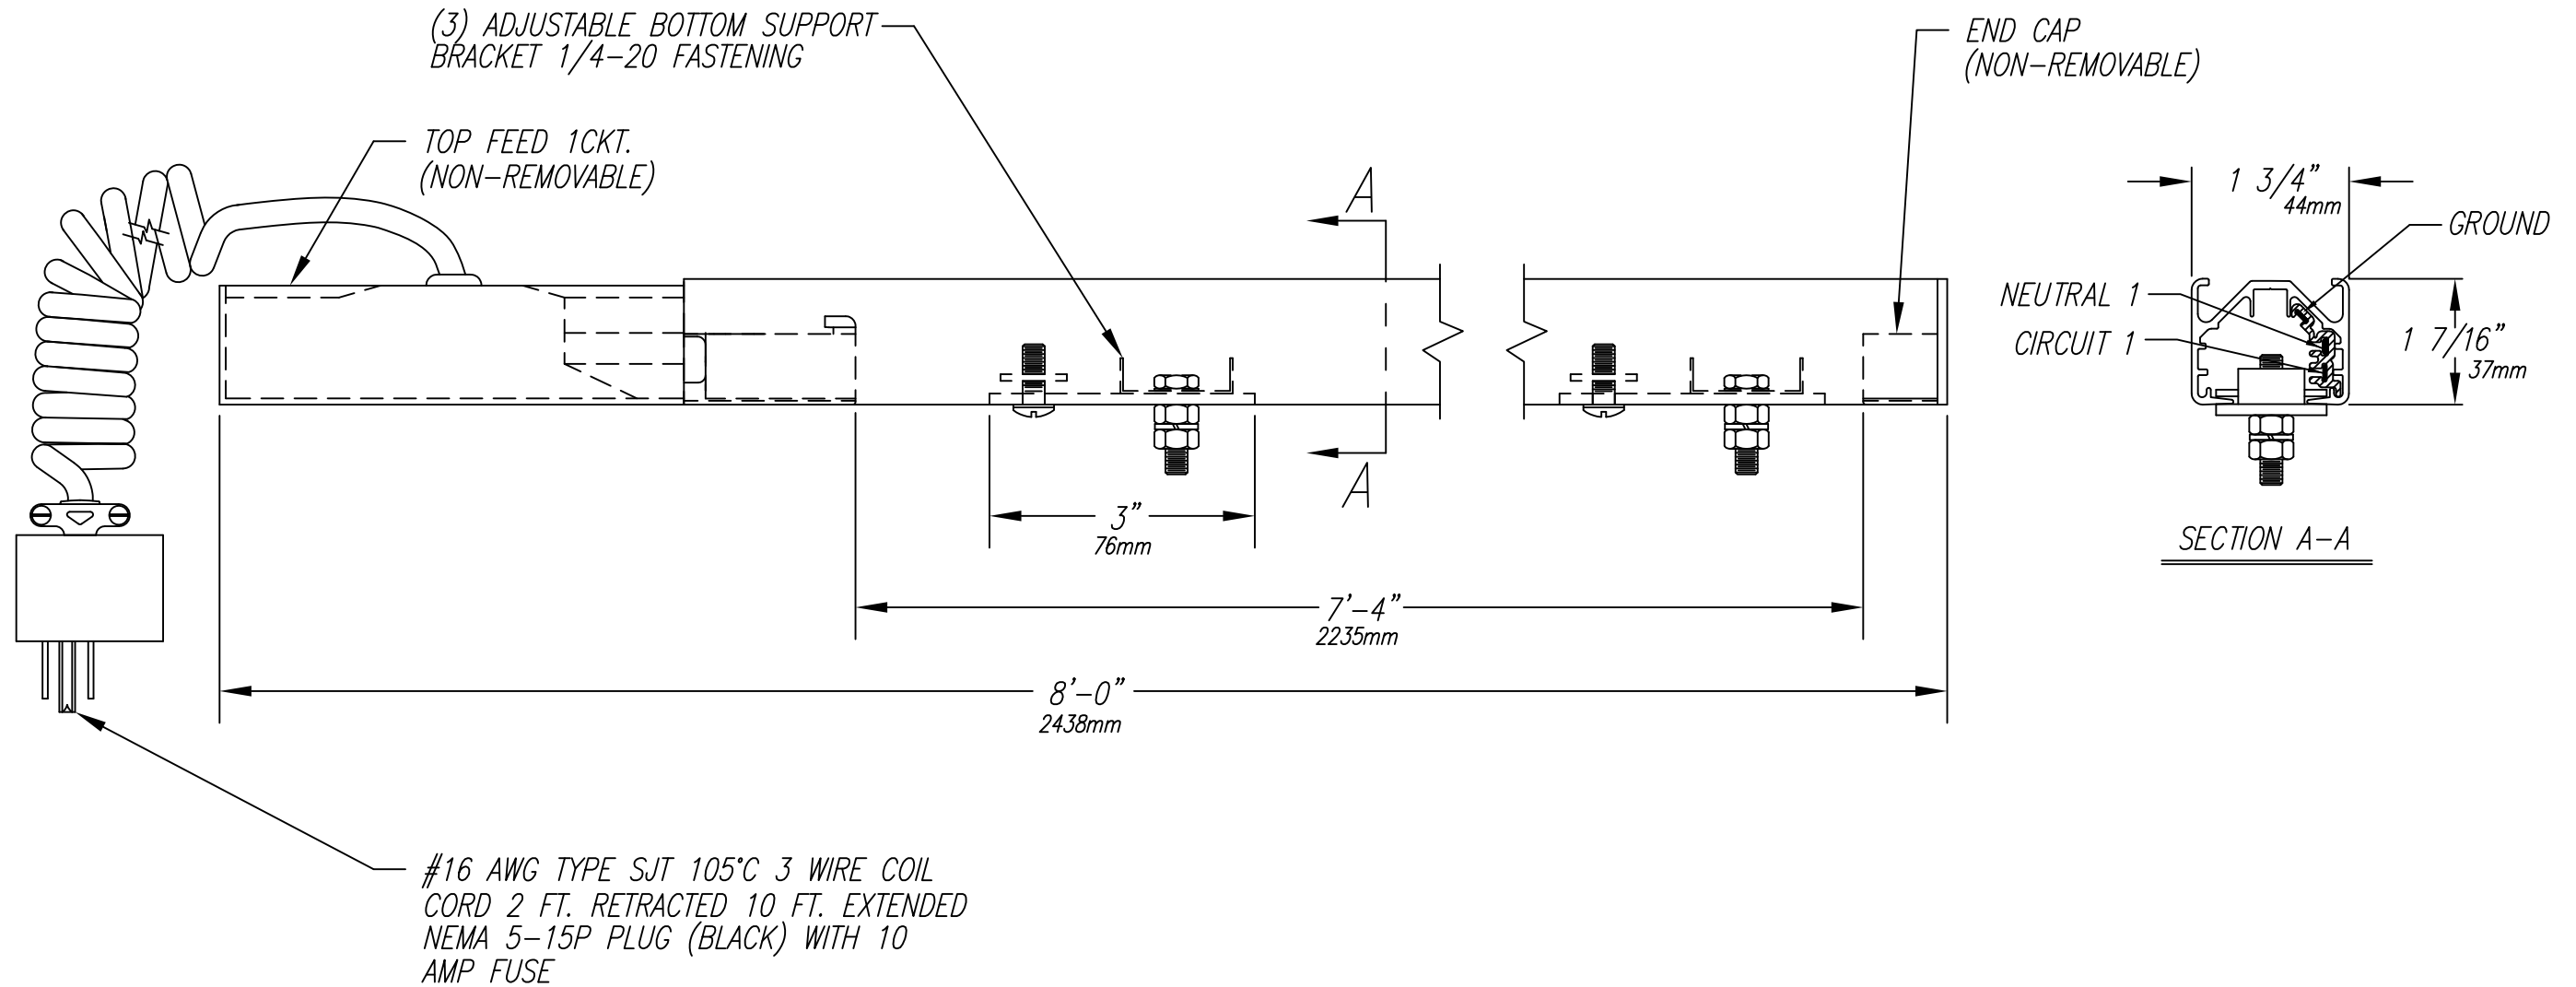 (3) ADJUSTABLE BOTTOM SUPPORT
BRACKET 1/4-20 FASTENING
END CAP
(NON-REMOVABLE)
TOP FEED 1CKT.
(NON-REMOVABLE)
A
A
1 3/4"
44mm
GROUND
NEUTRAL 1
CIRCUIT 1
1 7/16"
37mm
SECTION A-A
3"
76mm
7'-4"
2235mm
8'-0"
2438mm
#16 AWG TYPE SJT 105°C 3 WIRE COIL
CORD 2 FT. RETRACTED 10 FT. EXTENDED
NEMA 5-15P PLUG (BLACK) WITH 10
AMP FUSE